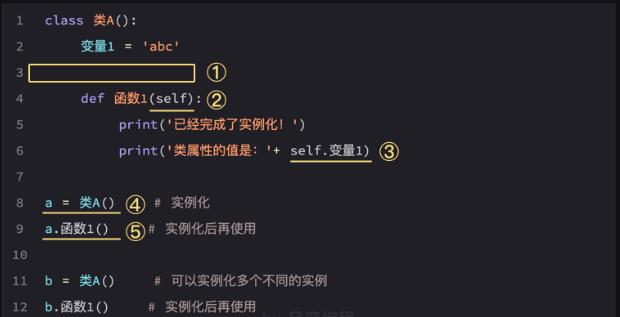 1 class 类A():
2 变量1 = 'abc'
3 ①
4 def 函数1(self): ②
5 print('已经完成了实例化！')
6 print('类属性的值是：'+ self.变量1) ③
7
8 a = 类A() ④ # 实例化
9 a.函数1() ⑤ # 实例化后再使用
10
11 b = 类A() # 可以实例化多个不同的实例
12 b.函数1() # 实例化后再使用